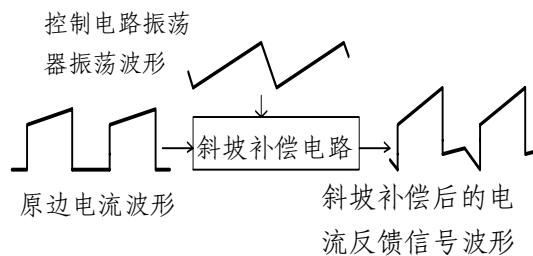 控制电路振荡
器振荡波形
斜坡补偿电路
原边电流波形
斜坡补偿后的电
流反馈信号波形